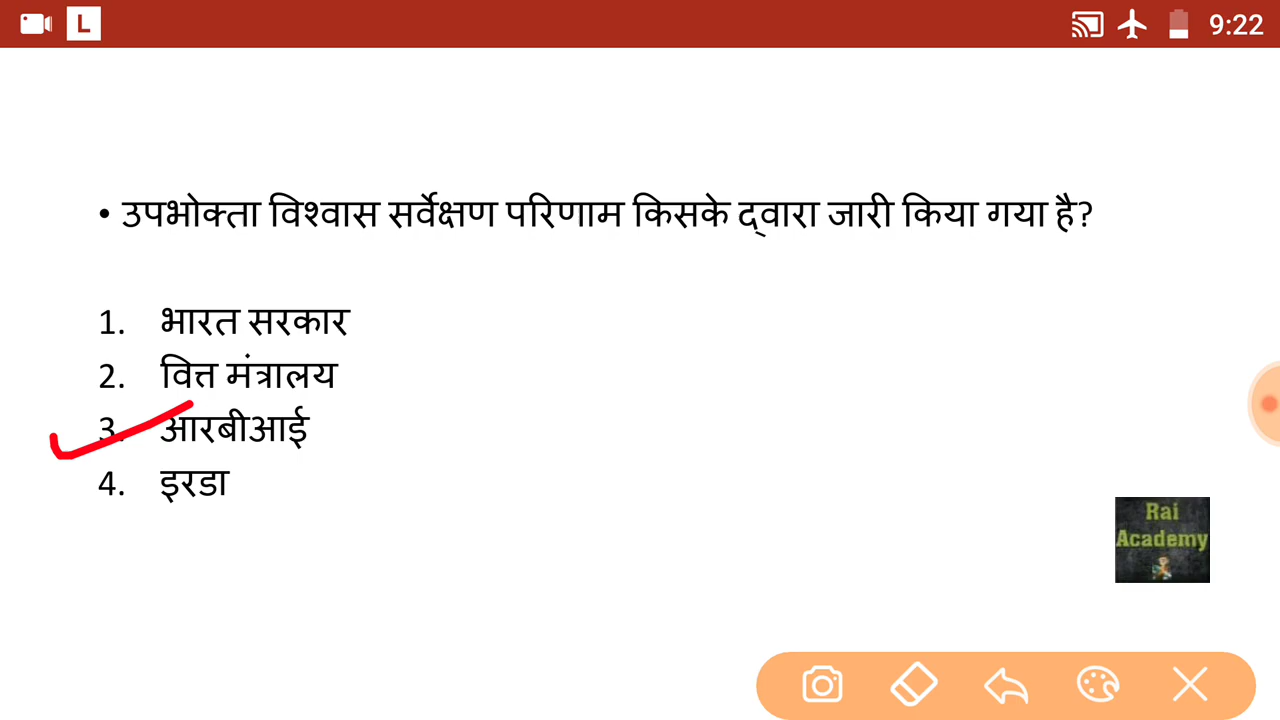 L
9:22
• उपभोक्ता विश्वास सर्वेक्षण परिणाम किसके द्वारा जारी किया गया है?
1. भारत सरकार
2. वित्त मंत्रालय
3. आरबीआई
4. इरडा
Rai
Academy